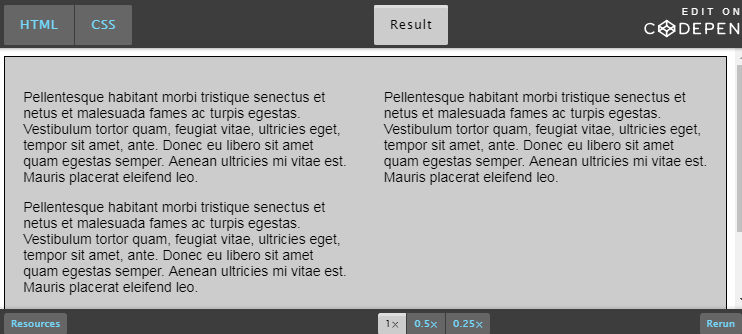 HTML CSS Result EDIT ON
CODEPEN
Pellentesque habitant morbi tristique senectus et
netus et malesuada fames ac turpis egestas.
Vestibulum tortor quam, feugiat vitae, ultricies eget,
tempor sit amet, ante. Donec eu libero sit amet
quam egestas semper. Aenean ultricies mi vitae est.
Mauris placerat eleifend leo.
Pellentesque habitant morbi tristique senectus et
netus et malesuada fames ac turpis egestas.
Vestibulum tortor quam, feugiat vitae, ultricies eget,
tempor sit amet, ante. Donec eu libero sit amet
quam egestas semper. Aenean ultricies mi vitae est.
Mauris placerat eleifend leo.
Pellentesque habitant morbi tristique senectus et
netus et malesuada fames ac turpis egestas.
Vestibulum tortor quam, feugiat vitae, ultricies eget,
tempor sit amet, ante. Donec eu libero sit amet
quam egestas semper. Aenean ultricies mi vitae est.
Mauris placerat eleifend leo.
Resources 1× 0.5× 0.25× Rerun